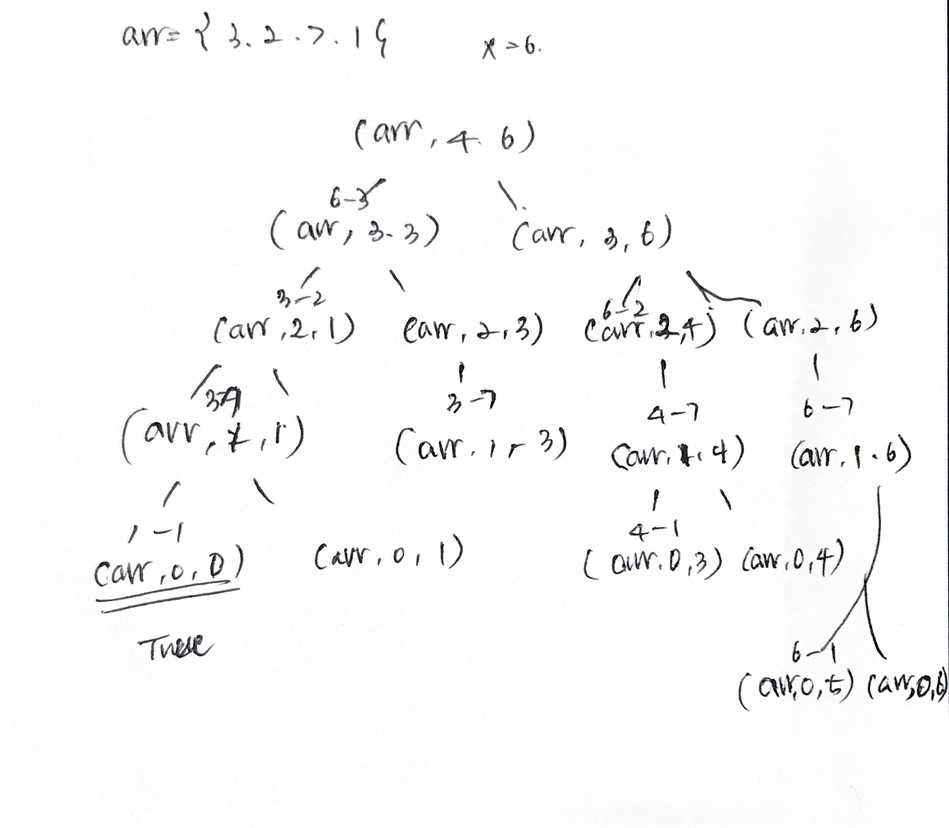 arr= { 3. 2. 7. 1 } x = 6.
(arr, 4. 6)
6-3
(arr, 3. 3) (arr, 3, 6)
3-2 6-2
(arr, 2, 1) (arr, 2, 3) (arr, 2, 4) (arr, 2, 6)
3-7 4-7 6-7
(arr, 1, 1) (arr. 1, 3) (arr, 1. 4) (arr. 1. 6)
1-1 4-1
(arr, 0, 0) (arr, 0, 1) (arr. 0, 3) (arr, 0, 4)
6-1
(arr, 0, 5) (arr, 0, 6)